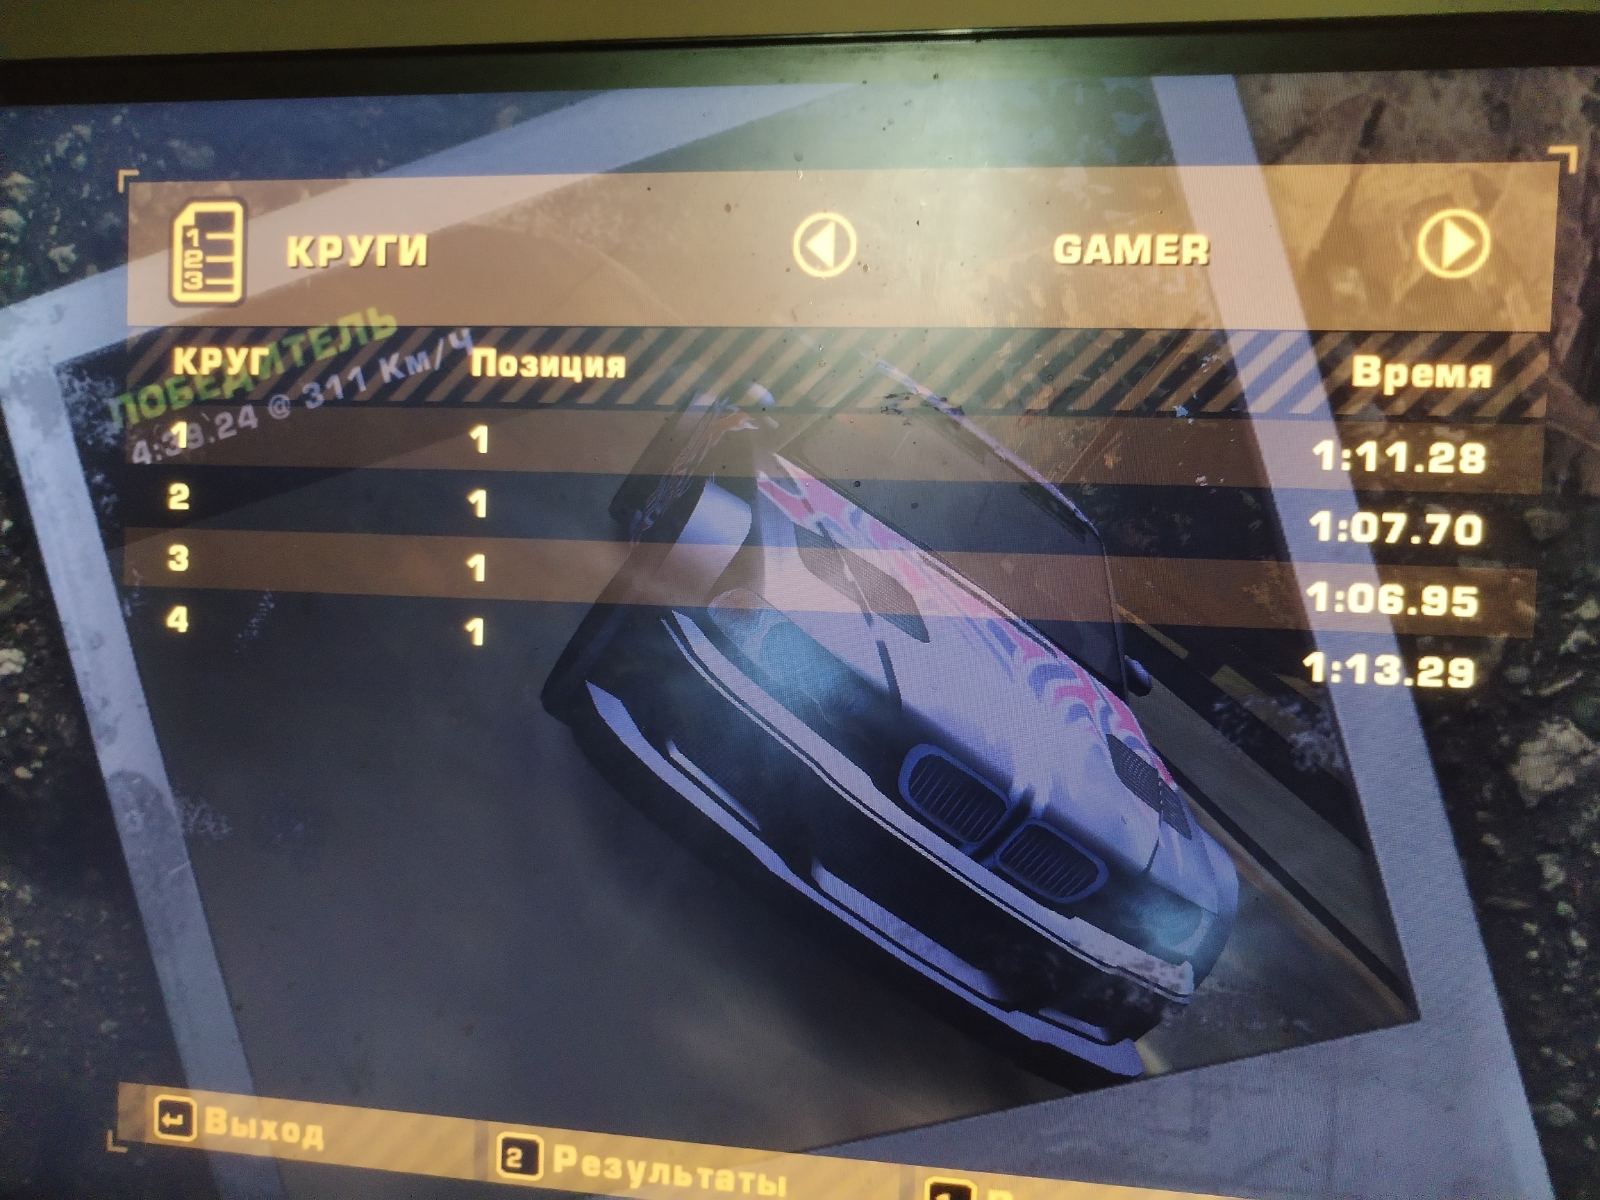 КРУГИ GAMER
ПОБЕДИТЕЛЬ
4:39.24 @ 311 Км/Ч
КРУГ Позиция Время
1 1 1:11.28
2 1 1:07.70
3 1 1:06.95
4 1 1:13.29
Выход 2 Результаты